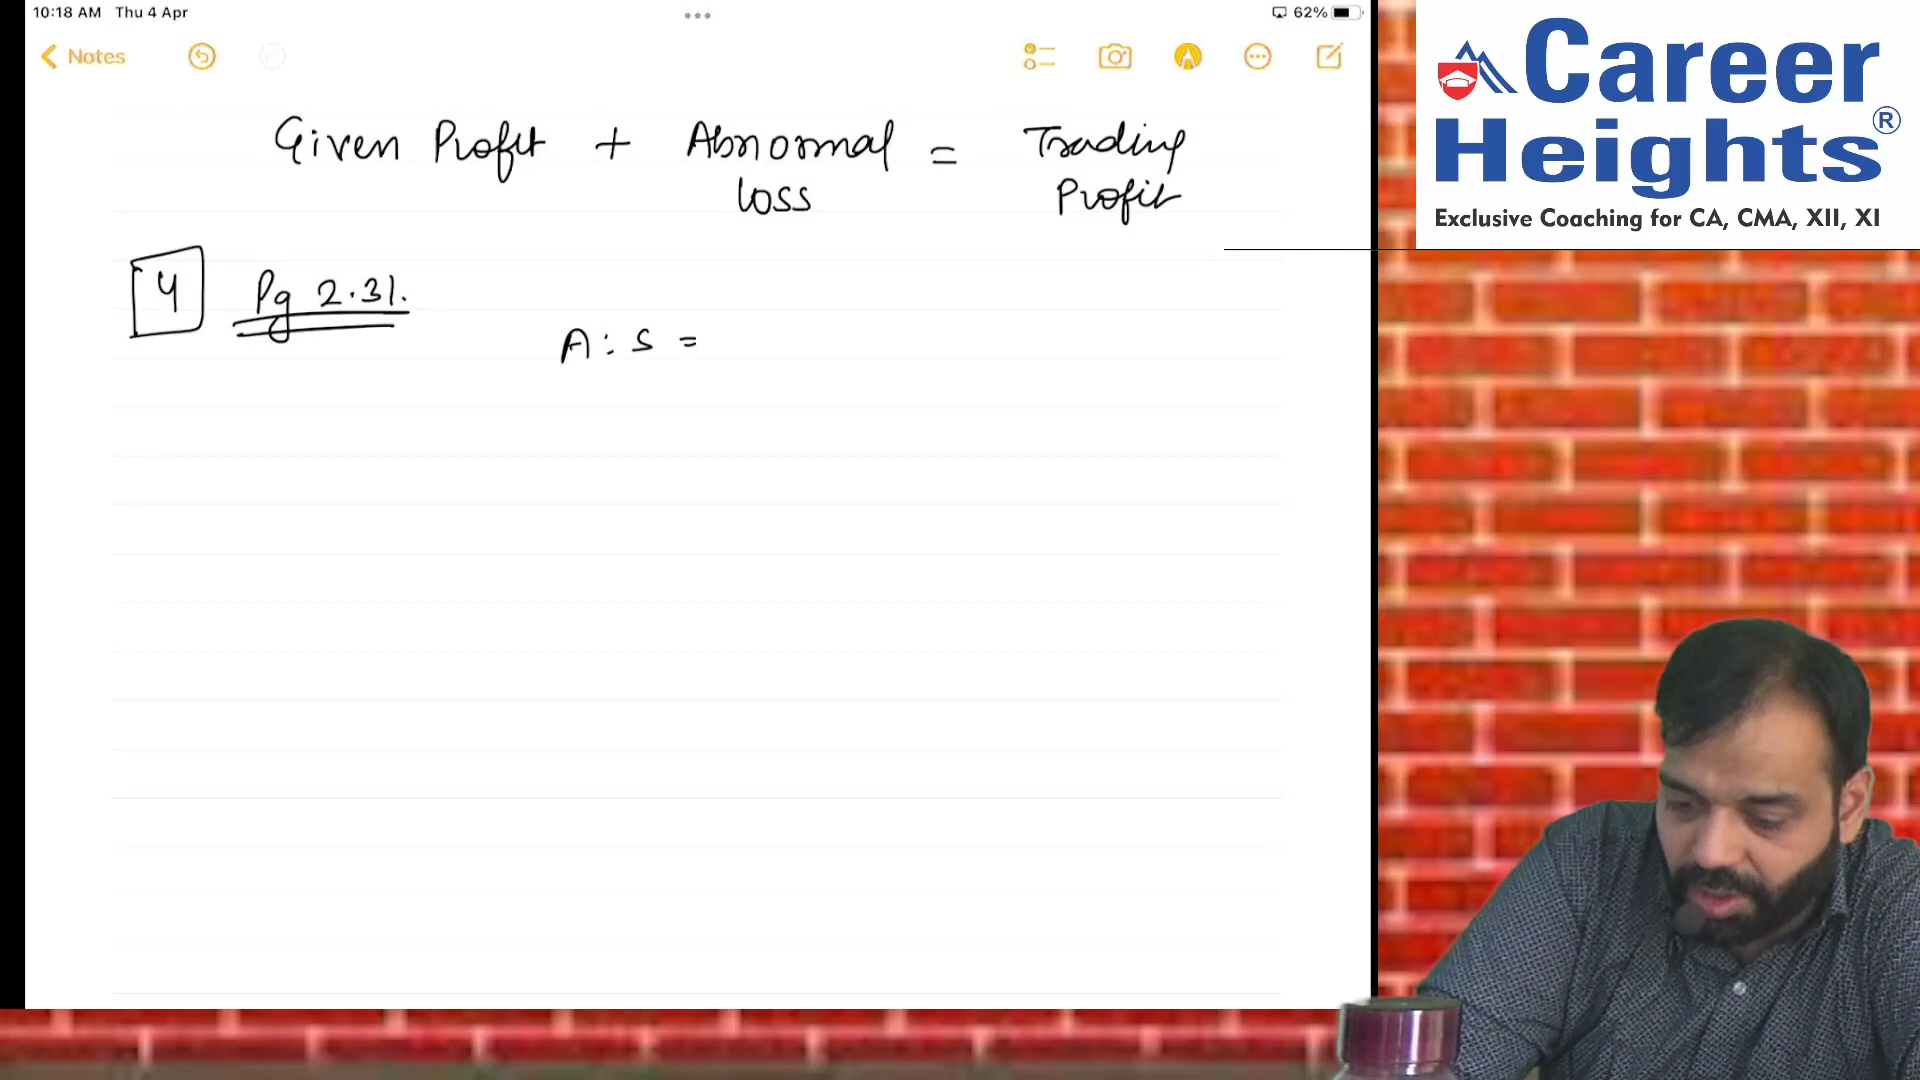 10:18 AM Thu 4 Apr
62%
Notes
Career
Heights®
Exclusive Coaching for CA, CMA, XII, XI
Given Profit + Abnormal = Trading
loss Profit
4 Pg 2.31.
A : S =